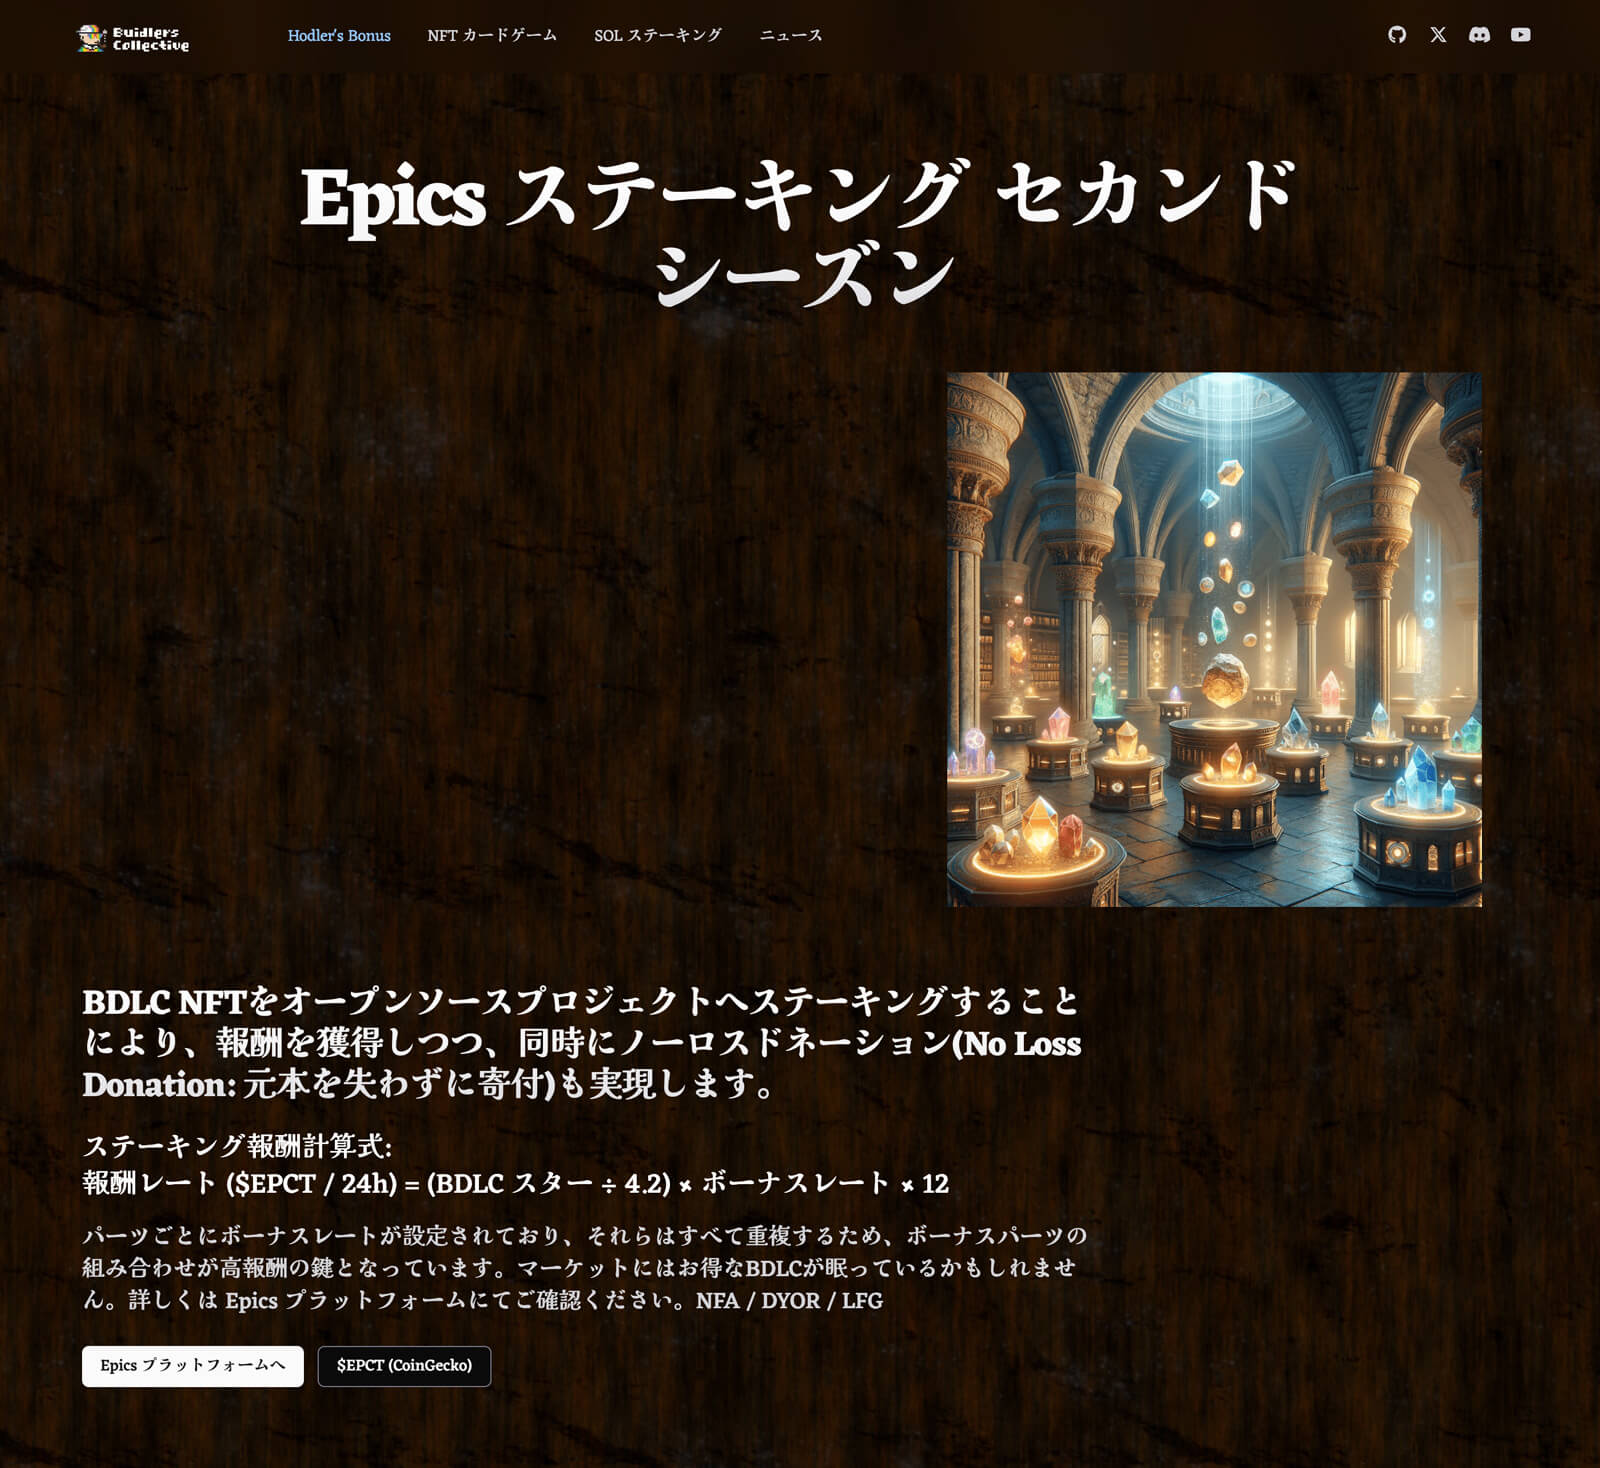 Buidlers
Collective
Hodler's Bonus
NFT カードゲーム
SOL ステーキング
ニュース
Epics ステーキング セカンド
シーズン
BDLC NFTをオープンソースプロジェクトへステーキングすること
により、報酬を獲得しつつ、同時にノーロスドネーション(No Loss
Donation: 元本を失わずに寄付)も実現します。
ステーキング報酬計算式:
報酬レート ($EPCT / 24h) = (BDLC スター ÷ 4.2) × ボーナスレート × 12
パーツごとにボーナスレートが設定されており、それらはすべて重複するため、ボーナスパーツの
組み合わせが高報酬の鍵となっています。マーケットにはお得なBDLCが眠っているかもしれませ
ん。詳しくは Epics プラットフォームにてご確認ください。NFA / DYOR / LFG
Epics プラットフォームへ
$EPCT (CoinGecko)